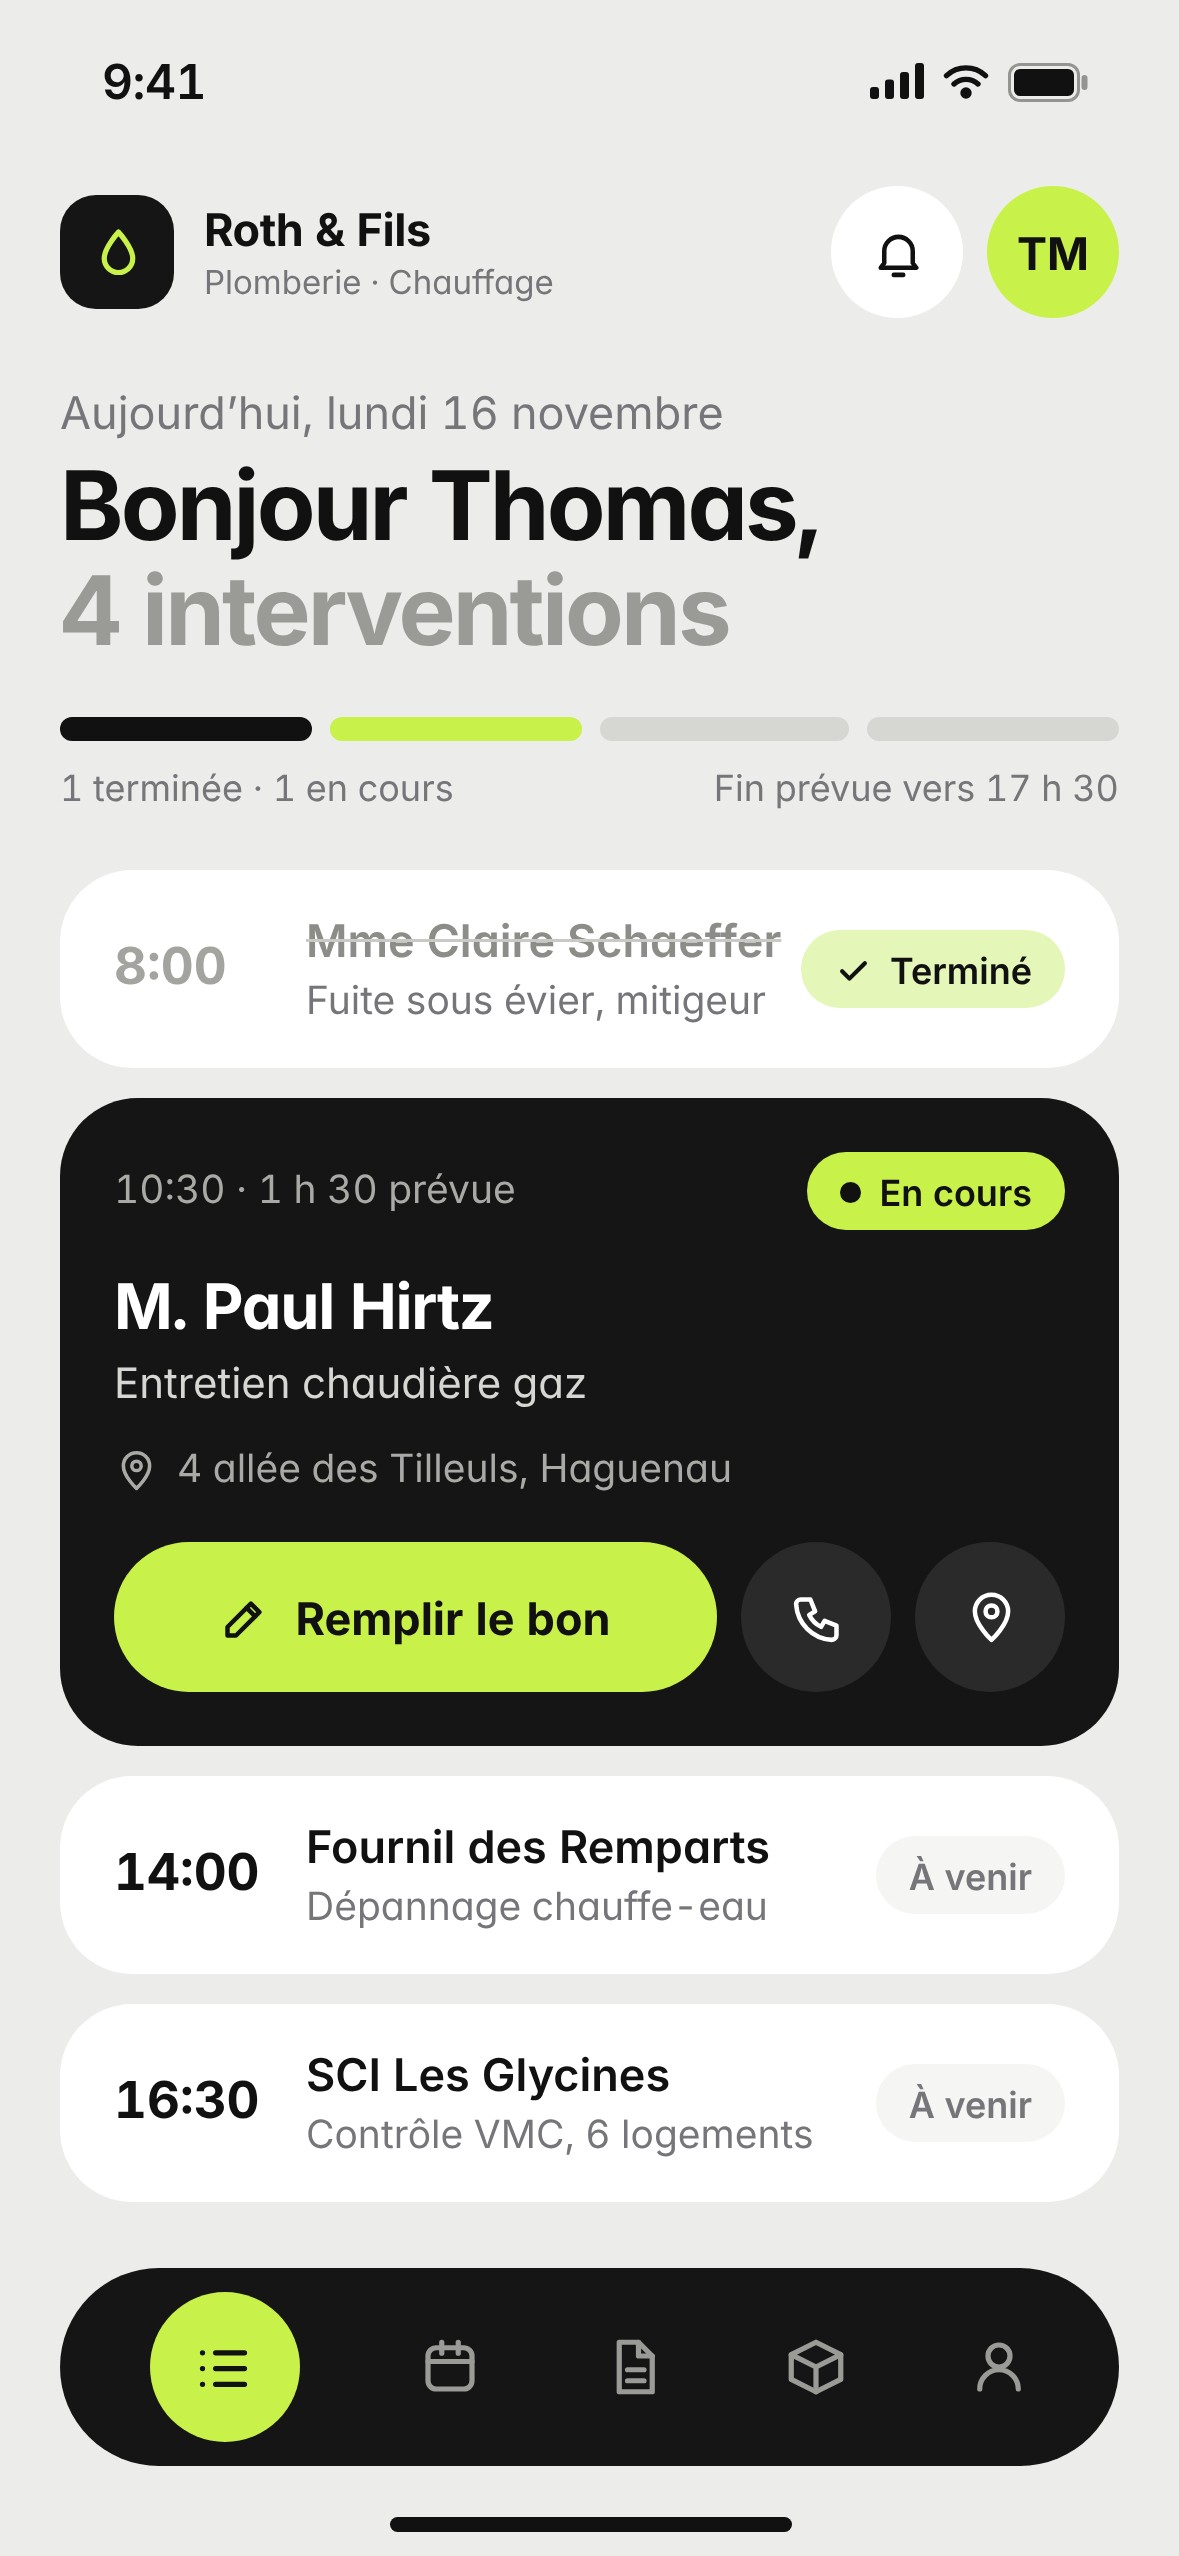 9:41
Roth & Fils
Plomberie · Chauffage
TM
Aujourd’hui, lundi 16 novembre
Bonjour Thomas,
4 interventions
1 terminée · 1 en cours
Fin prévue vers 17 h 30
8:00
Mme Claire Schaeffer
Fuite sous évier, mitigeur
Terminé
10:30 · 1 h 30 prévue
En cours
M. Paul Hirtz
Entretien chaudière gaz
4 allée des Tilleuls, Haguenau
Remplir le bon
14:00
Fournil des Remparts
Dépannage chauffe-eau
À venir
16:30
SCI Les Glycines
Contrôle VMC, 6 logements
À venir